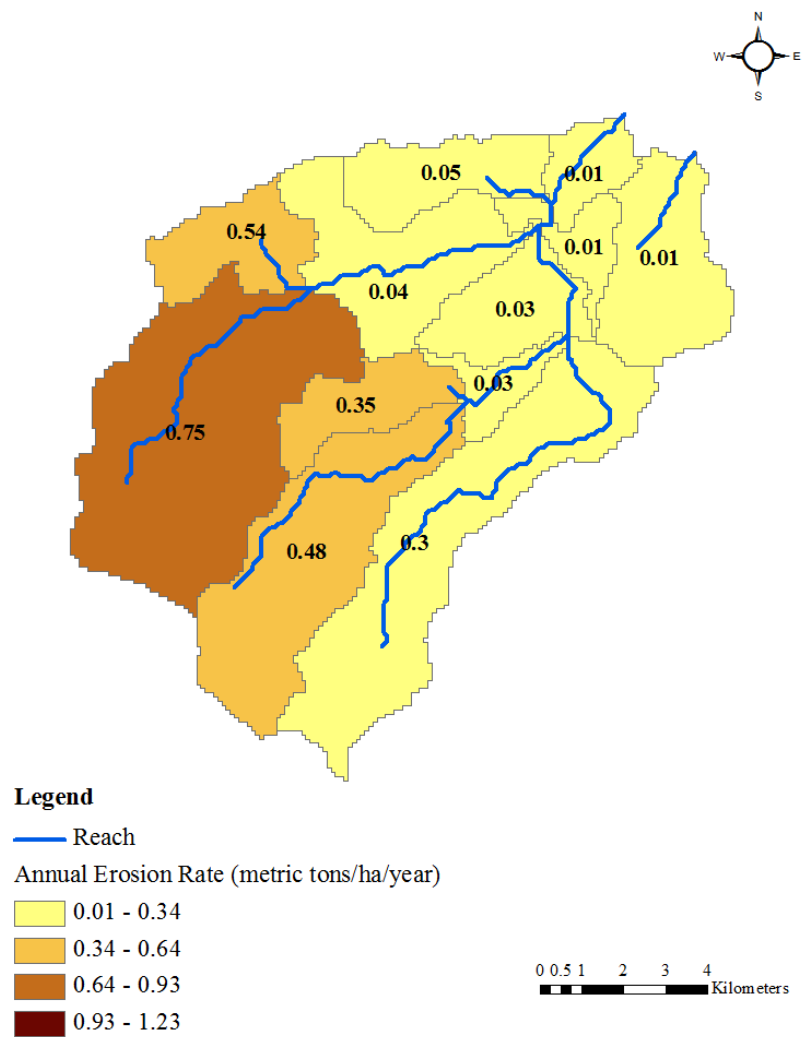 N
W E
S
0.05
0.01
0.54
0.01
0.01
0.04
0.03
0.03
0.35
0.75
0.3
0.48
Legend
Reach
Annual Erosion Rate (metric tons/ha/year)
0.01 - 0.34
0.34 - 0.64
0.64 - 0.93
0.93 - 1.23
0 0.5 1 2 3 4
Kilometers